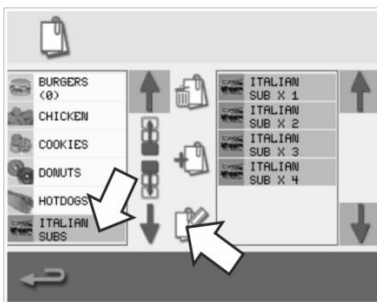 BURGERS
(0)
CHICKEN
COOKIES
DONUTS
HOTDOGS
ITALIAN
SUBS
ITALIAN
SUB X 1
ITALIAN
SUB X 2
ITALIAN
SUB X 3
ITALIAN
SUB X 4